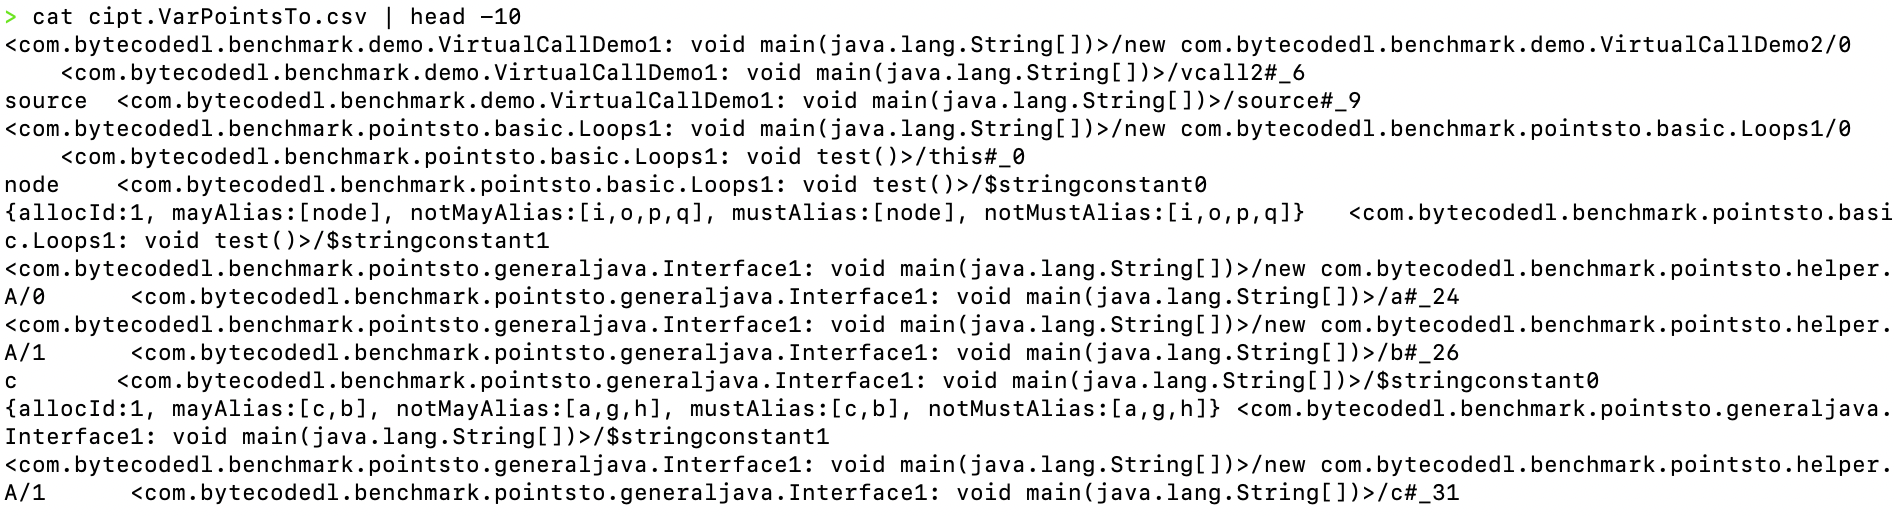 > cat cipt.VarPointsTo.csv | head -10
<com.bytecodedl.benchmark.demo.VirtualCallDemo1: void main(java.lang.String[])>/new com.bytecodedl.benchmark.demo.VirtualCallDemo2/0
    <com.bytecodedl.benchmark.demo.VirtualCallDemo1: void main(java.lang.String[])>/vcall2#_6
source  <com.bytecodedl.benchmark.demo.VirtualCallDemo1: void main(java.lang.String[])>/source#_9
<com.bytecodedl.benchmark.pointsto.basic.Loops1: void main(java.lang.String[])>/new com.bytecodedl.benchmark.pointsto.basic.Loops1/0
    <com.bytecodedl.benchmark.pointsto.basic.Loops1: void test()>/this#_0
node    <com.bytecodedl.benchmark.pointsto.basic.Loops1: void test()>/$stringconstant0
{allocId:1, mayAlias:[node], notMayAlias:[i,o,p,q], mustAlias:[node], notMustAlias:[i,o,p,q]}   <com.bytecodedl.benchmark.pointsto.basi
c.Loops1: void test()>/$stringconstant1
<com.bytecodedl.benchmark.pointsto.generaljava.Interface1: void main(java.lang.String[])>/new com.bytecodedl.benchmark.pointsto.helper.
A/0      <com.bytecodedl.benchmark.pointsto.generaljava.Interface1: void main(java.lang.String[])>/a#_24
<com.bytecodedl.benchmark.pointsto.generaljava.Interface1: void main(java.lang.String[])>/new com.bytecodedl.benchmark.pointsto.helper.
A/1      <com.bytecodedl.benchmark.pointsto.generaljava.Interface1: void main(java.lang.String[])>/b#_26
c       <com.bytecodedl.benchmark.pointsto.generaljava.Interface1: void main(java.lang.String[])>/$stringconstant0
{allocId:1, mayAlias:[c,b], notMayAlias:[a,g,h], mustAlias:[c,b], notMustAlias:[a,g,h]} <com.bytecodedl.benchmark.pointsto.generaljava.
Interface1: void main(java.lang.String[])>/$stringconstant1
<com.bytecodedl.benchmark.pointsto.generaljava.Interface1: void main(java.lang.String[])>/new com.bytecodedl.benchmark.pointsto.helper.
A/1      <com.bytecodedl.benchmark.pointsto.generaljava.Interface1: void main(java.lang.String[])>/c#_31